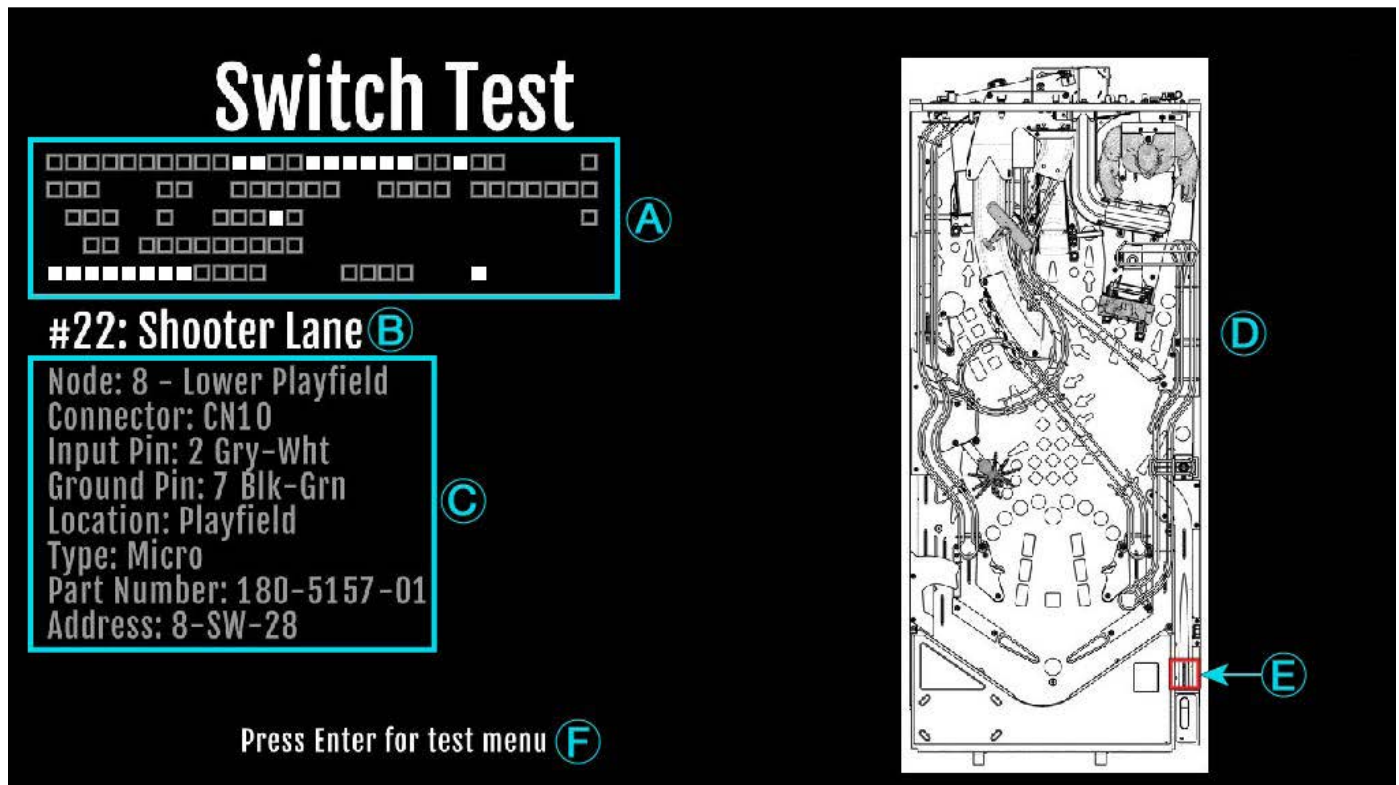 Switch Test
A
#22: Shooter Lane B
Node: 8 - Lower Playfield
Connector: CN10
Input Pin: 2 Gry-Wht
Ground Pin: 7 Blk-Grn
Location: Playfield
Type: Micro
Part Number: 180-5157-01
Address: 8-SW-28
C
Press Enter for test menu F
D
E